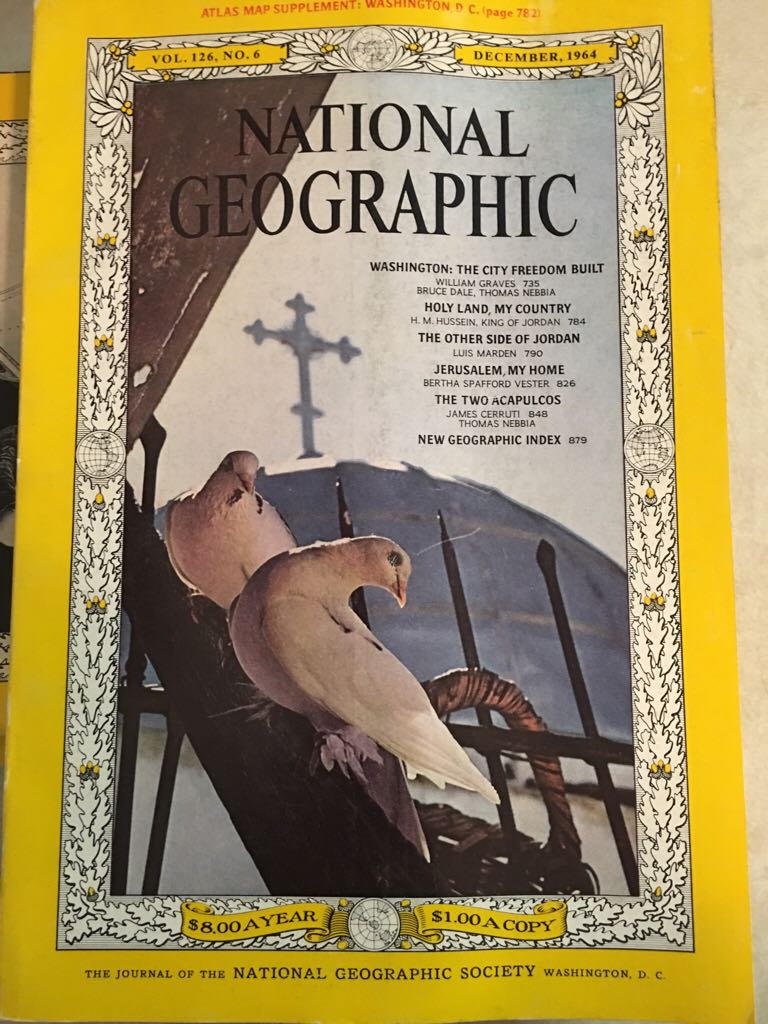 ATLAS MAP SUPPLEMENT: WASHINGTON, D.C. (page 782)
VOL. 126, NO. 6
DECEMBER, 1964
NATIONAL
GEOGRAPHIC
WASHINGTON: THE CITY FREEDOM BUILT
WILLIAM GRAVES 735
BRUCE DALE, THOMAS NEBBIA
HOLY LAND, MY COUNTRY
H. M. HUSSEIN, KING OF JORDAN 784
THE OTHER SIDE OF JORDAN
LUIS MARDEN 790
JERUSALEM, MY HOME
BERTHA SPAFFORD VESTER 826
THE TWO ACAPULCOS
JAMES CERRUTI 848
THOMAS NEBBIA
NEW GEOGRAPHIC INDEX 879
$8.00 A YEAR
$1.00 A COPY
THE JOURNAL OF THE NATIONAL GEOGRAPHIC SOCIETY WASHINGTON, D. C.